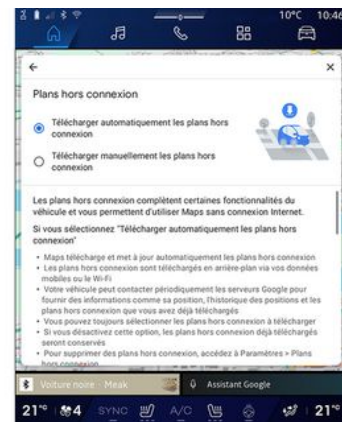 10°C 10:46
Plans hors connexion
Télécharger automatiquement les plans hors
connexion
Télécharger manuellement les plans hors
connexion
Les plans hors connexion complètent certaines fonctionnalités du
véhicule et vous permettent d'utiliser Maps sans connexion Internet.
Si vous sélectionnez "Télécharger automatiquement les plans hors
connexion"
• Maps télécharge et met à jour automatiquement les plans hors connexion
• Les plans hors connexion sont téléchargés en arrière-plan via vos données
mobiles ou le Wi-Fi
• Votre véhicule peut contacter périodiquement les serveurs Google pour
fournir des informations comme sa position, l'historique des positions et les
plans hors connexion que vous avez déjà téléchargés
• Vous pouvez toujours sélectionner les plans hors connexion à télécharger
• Si vous désactivez cette option, les plans hors connexion déjà téléchargés
seront conservés
• Pour supprimer des plans hors connexion, accédez à Paramètres > Plans
hors connexion
Voiture noire · Meak Assistant Google
21°C 4 SYNC A/C 21°C